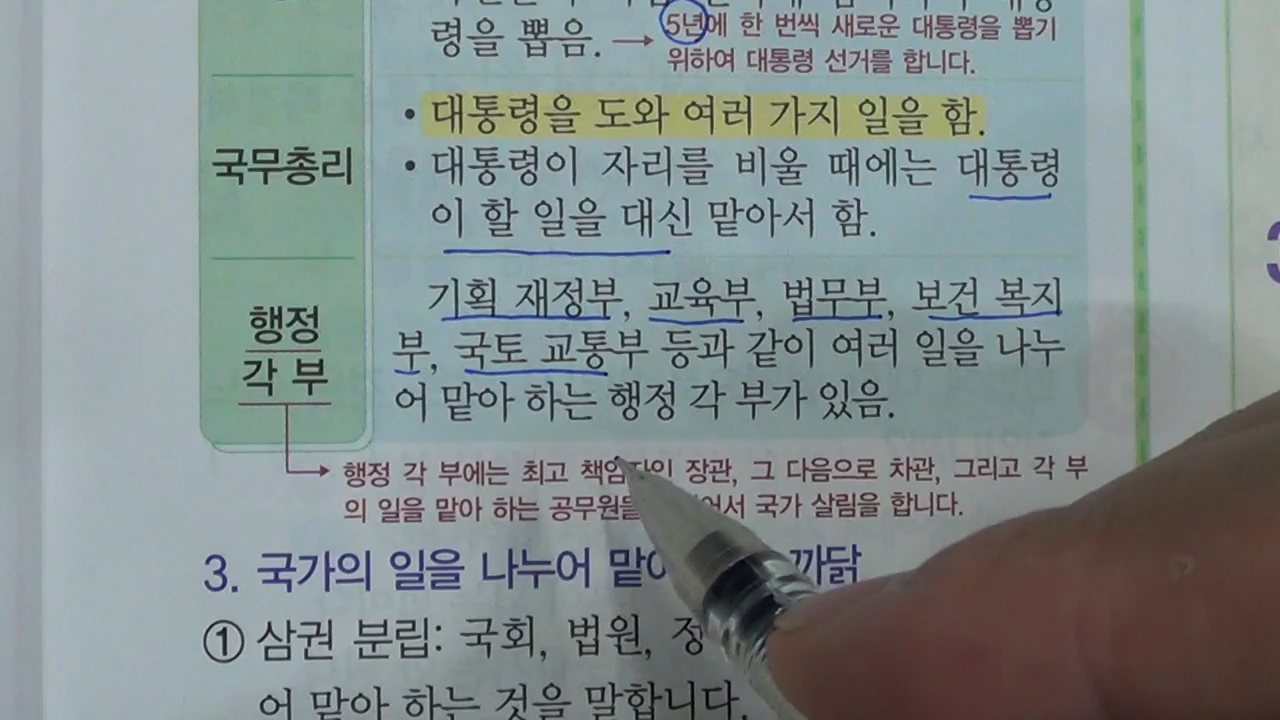 령을 뽑음. → 5년에 한 번씩 새로운 대통령을 뽑기
위하여 대통령 선거를 합니다.
국무총리
• 대통령을 도와 여러 가지 일을 함.
• 대통령이 자리를 비울 때에는 대통령
이 할 일을 대신 맡아서 함.
행정
각 부
기획 재정부, 교육부, 법무부, 보건 복지
부, 국토 교통부 등과 같이 여러 일을 나누
어 맡아 하는 행정 각 부가 있음.
행정 각 부에는 최고 책임자인 장관, 그 다음으로 차관, 그리고 각 부
의 일을 맡아 하는 공무원들 서 국가 살림을 합니다.
3. 국가의 일을 나누어 까닭
① 삼권 분립: 국회, 법원,
어 맡아 하는 것을 말합니다.